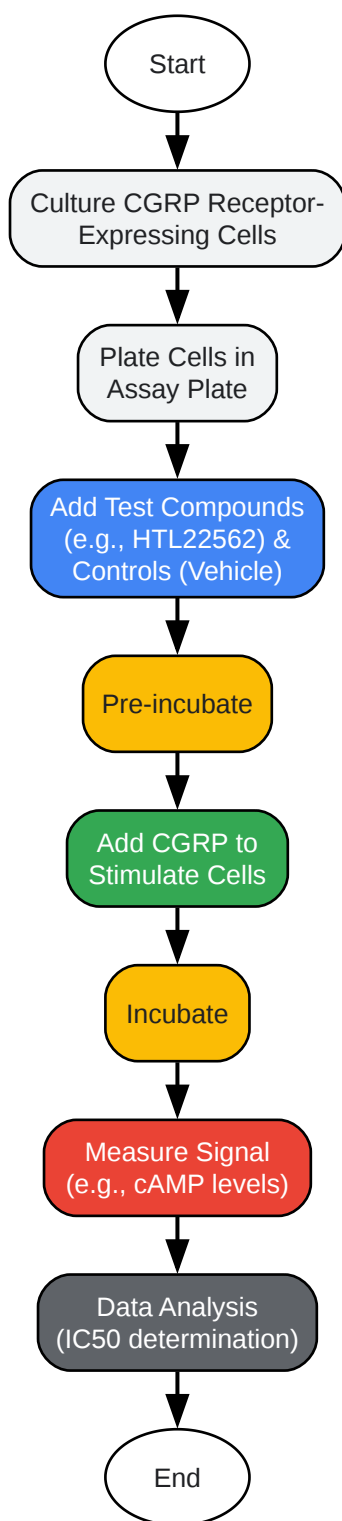 Start
Culture CGRP Receptor-
Expressing Cells
Plate Cells in
Assay Plate
Add Test Compounds
(e.g., HTL22562) &
Controls (Vehicle)
Pre-incubate
Add CGRP to
Stimulate Cells
Incubate
Measure Signal
(e.g., cAMP levels)
Data Analysis
(IC50 determination)
End